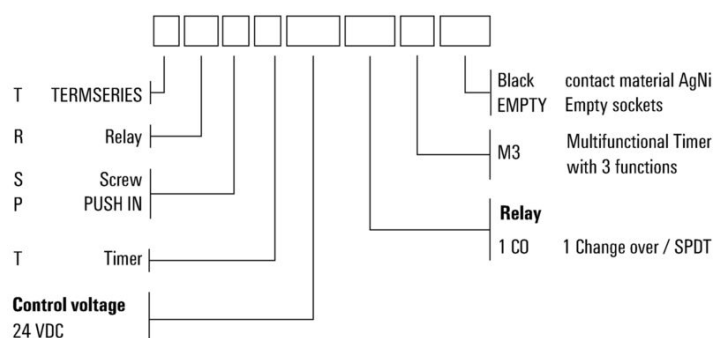 T TERMSERIES
R Relay
S Screw
P PUSH IN
T Timer
Control voltage
24 VDC
Black contact material AgNi
EMPTY Empty sockets
M3 Multifunctional Timer
with 3 functions
Relay
1 CO 1 Change over / SPDT